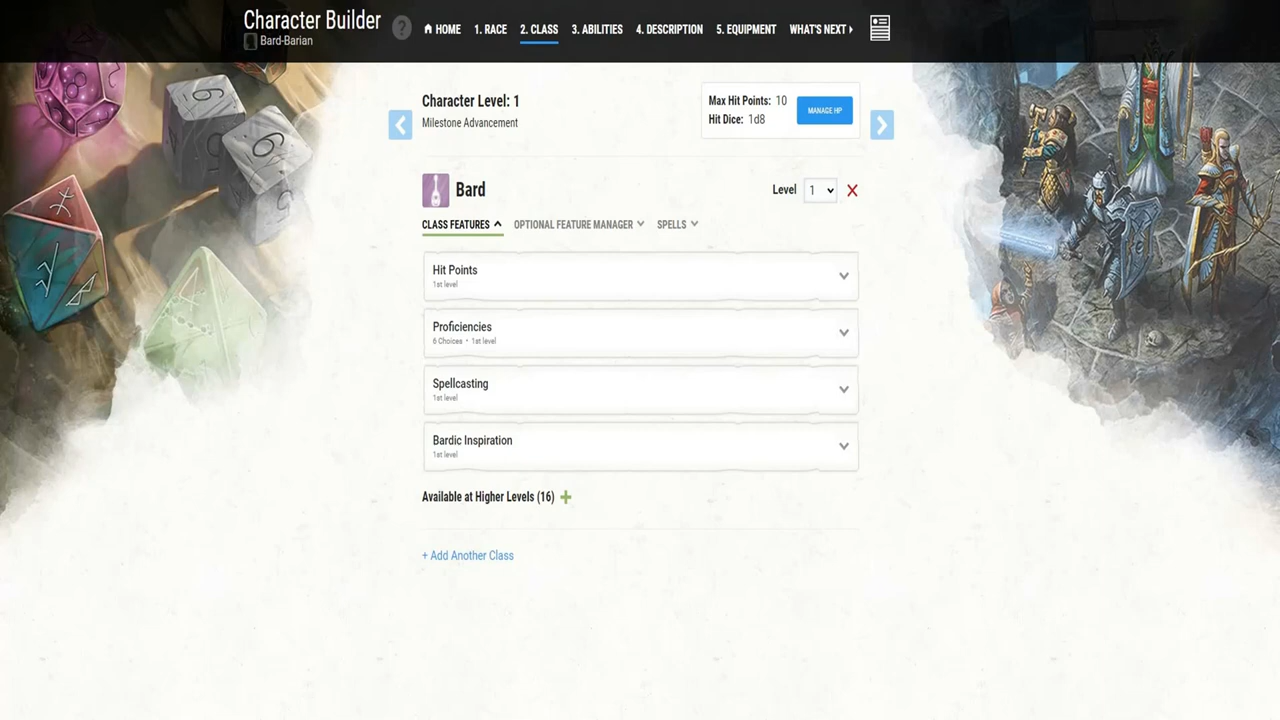 Character Builder
Bard-Barian
?
HOME
1. RACE
2. CLASS
3. ABILITIES
4. DESCRIPTION
5. EQUIPMENT
WHAT'S NEXT
Character Level: 1
Milestone Advancement
Max Hit Points: 10
Hit Dice: 1d8
MANAGE HP
Bard
Level 1
CLASS FEATURES
OPTIONAL FEATURE MANAGER
SPELLS
Hit Points
1st level
Proficiencies
6 Choices • 1st level
Spellcasting
1st level
Bardic Inspiration
1st level
Available at Higher Levels (16)
+ Add Another Class